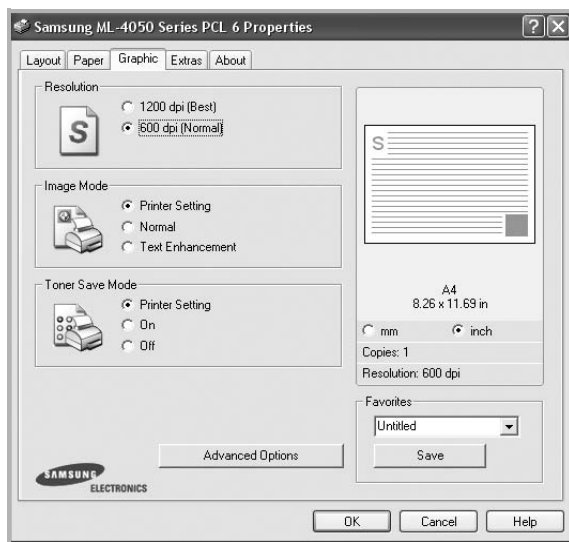 Samsung ML-4050 Series PCL 6 Properties
Layout Paper Graphic Extras About
Resolution
S
1200 dpi (Best)
600 dpi (Normal)
Image Mode
Printer Setting
Normal
Text Enhancement
Toner Save Mode
Printer Setting
On
Off
S
A4
8.26 x 11.69 in
mm inch
Copies: 1
Resolution: 600 dpi
Favorites
Untitled
Save
Advanced Options
SAMSUNG
ELECTRONICS
OK Cancel Help